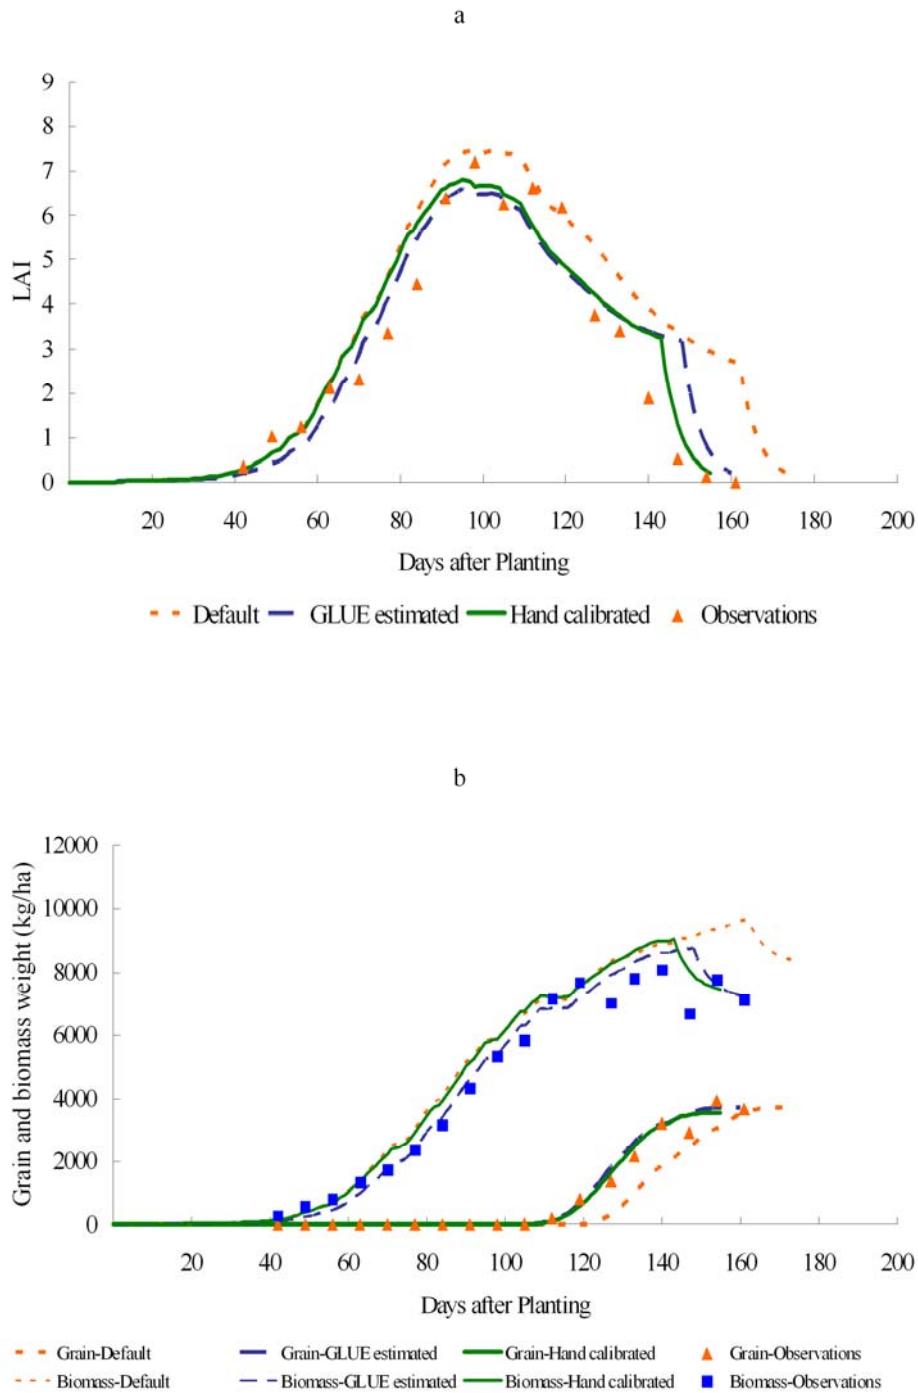 a
9
8
7
6
5
4
3
2
1
0
LAI
20 40 60 80 100 120 140 160 180 200
Days after Planting
Default GLUE estimated Hand calibrated Observations
b
12000
10000
8000
6000
4000
2000
0
Grain and biomass weight (kg/ha)
20 40 60 80 100 120 140 160 180 200
Days after Planting
Grain-Default Grain-GLUE estimated Grain-Hand calibrated Grain-Observations
Biomass-Default Biomass-GLUE estimated Biomass-Hand calibrated Biomass-Observations